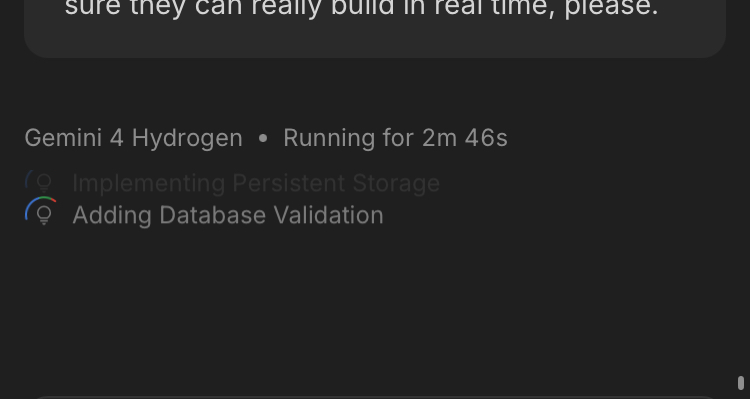 sure they can really build in real time, please.
Gemini 4 Hydrogen • Running for 2m 46s
Implementing Persistent Storage
Adding Database Validation